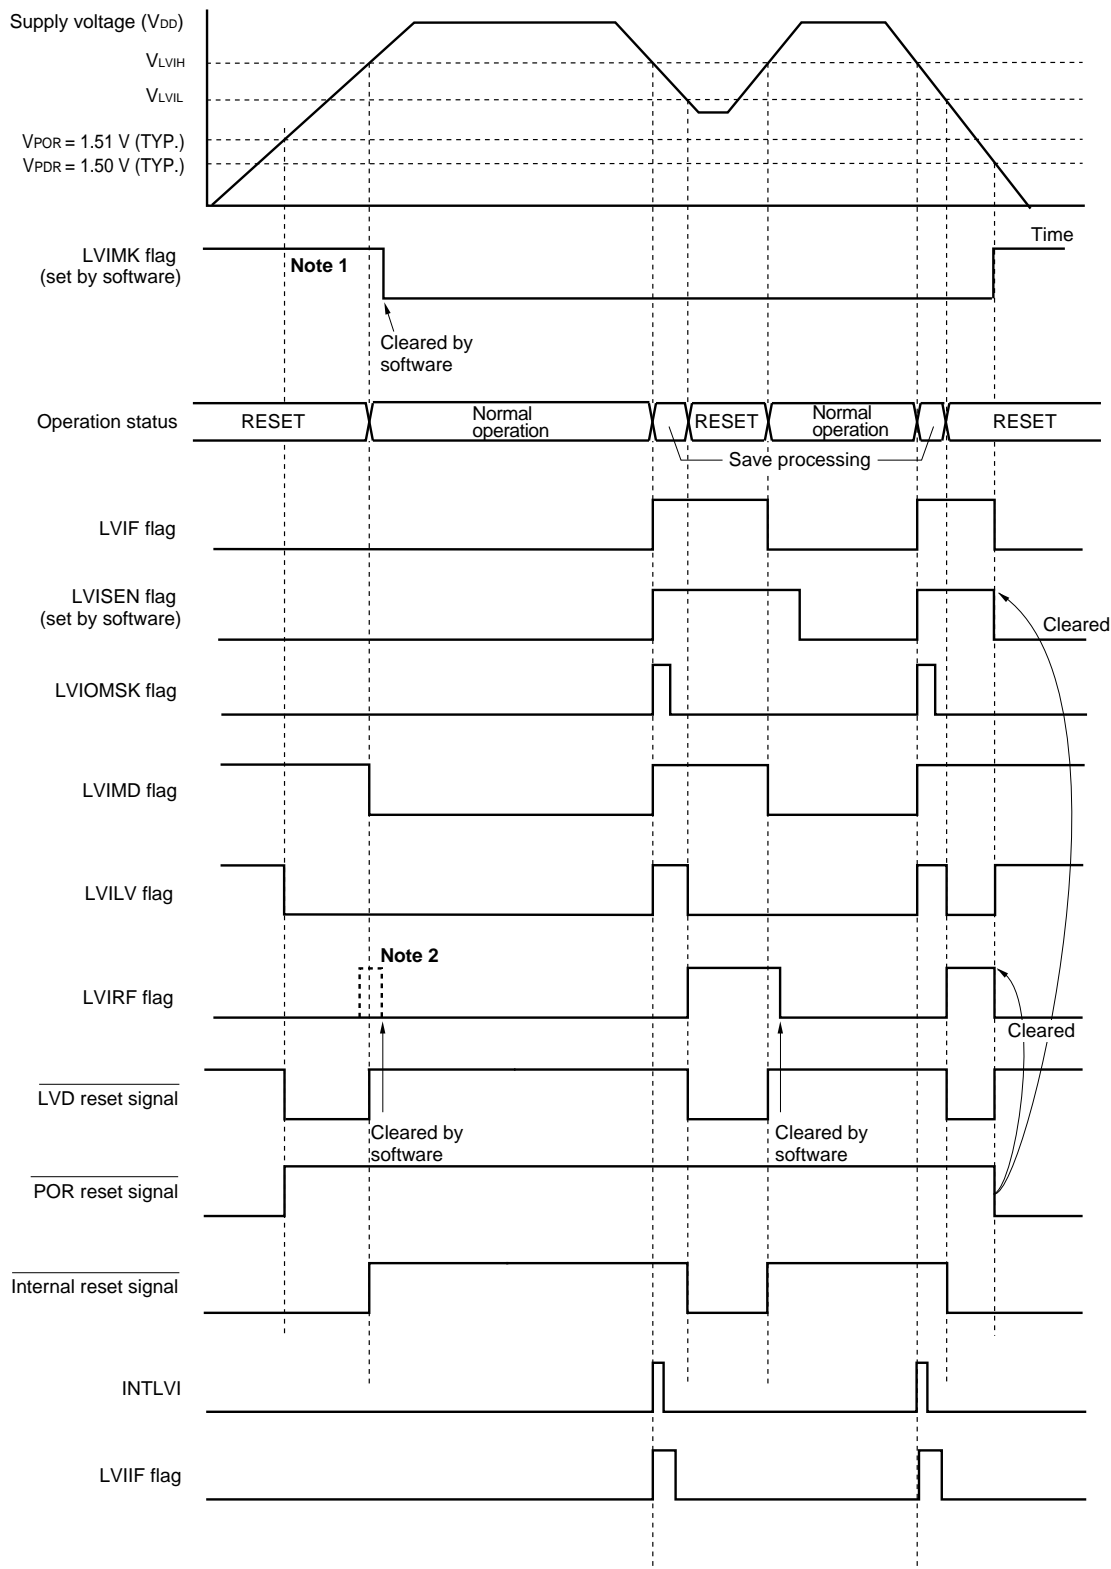 Supply voltage (VDD)
VLVIH
VLVIL
VPOR = 1.51 V (TYP.)
VPDR = 1.50 V (TYP.)
Time
LVIMK flag
(set by software)
Note 1
Cleared by
software
Operation status
RESET
Normal
operation
RESET
Normal
operation
RESET
Save processing
LVIF flag
LVISEN flag
(set by software)
Cleared
LVIOMSK flag
LVIMD flag
LVILV flag
Note 2
LVIRF flag
Cleared
LVD reset signal
Cleared by
software
Cleared by
software
POR reset signal
Internal reset signal
INTLVI
LVIIF flag